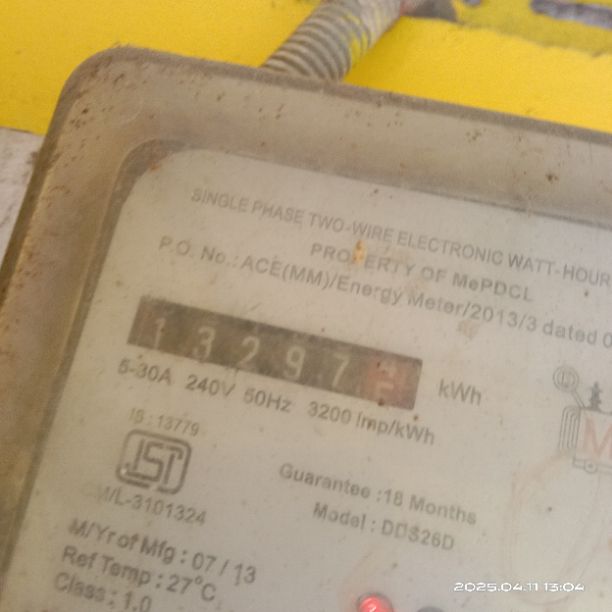 SINGLE PHASE TWO-WIRE ELECTRONIC WATT-HOUR
PROPERTY OF MePDCL
P.O. No.: ACE(MM)/Energy Meter/2013/3 dated 0
1 3 2 9 7
kWh
5-30A 240V 50Hz 3200 Imp/kWh
IS : 13779
ISI
M/L-3101324
Guarantee :18 Months
Model : DDS26D
M/Yr of Mfg : 07 / 13
Ref Temp : 27°C
Class : 1.0
M
2025.04.11 13:04